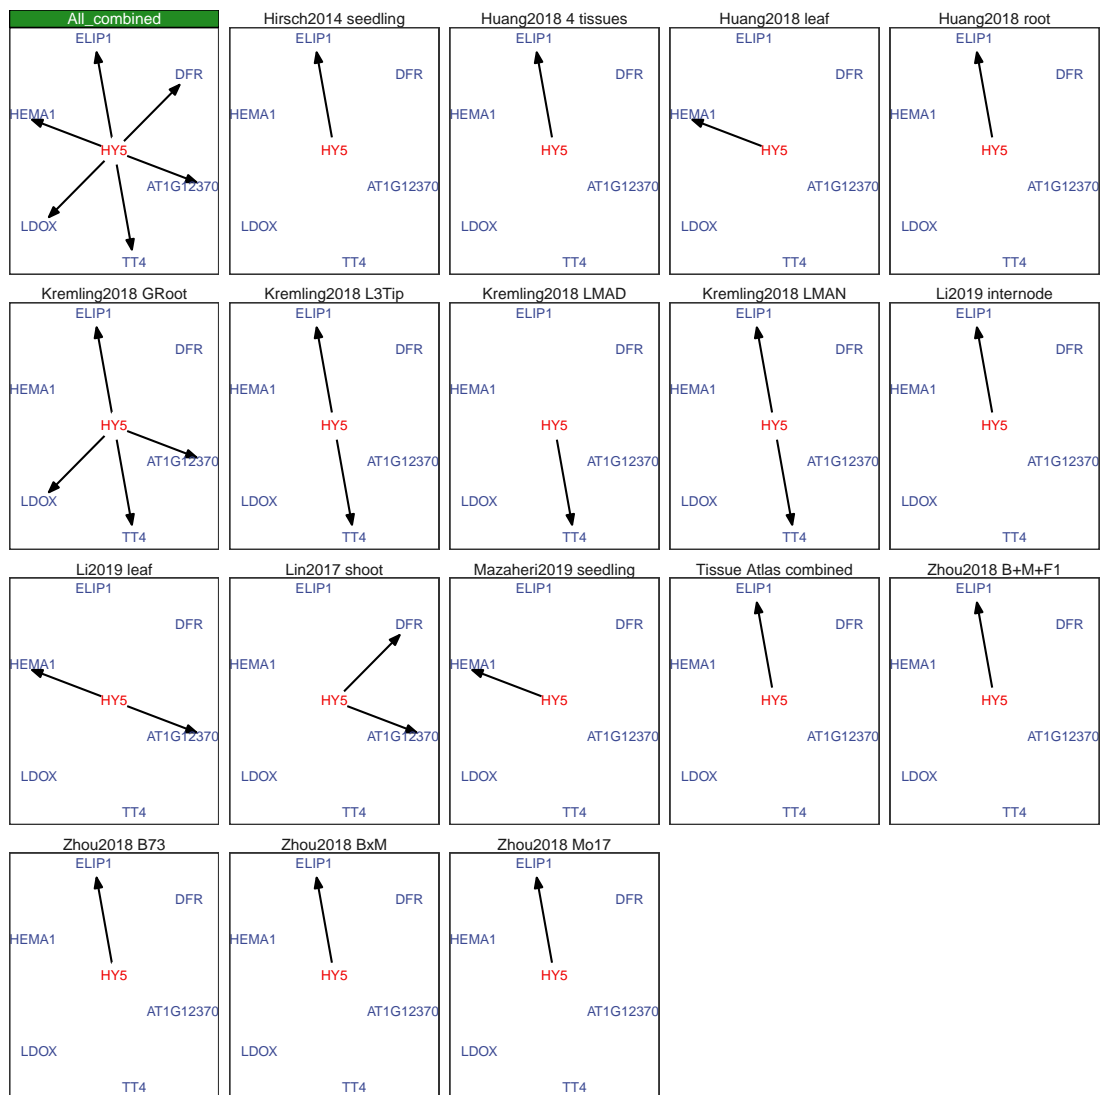 All_combined
ELIP1
DFR
HEMA1
HY5
AT1G12370
LDOX
TT4
Hirsch2014 seedling
ELIP1
DFR
HEMA1
HY5
AT1G12370
LDOX
TT4
Huang2018 4 tissues
ELIP1
DFR
HEMA1
HY5
AT1G12370
LDOX
TT4
Huang2018 leaf
ELIP1
DFR
HEMA1
HY5
AT1G12370
LDOX
TT4
Huang2018 root
ELIP1
DFR
HEMA1
HY5
AT1G12370
LDOX
TT4
Kremling2018 GRoot
ELIP1
DFR
HEMA1
HY5
AT1G12370
LDOX
TT4
Kremling2018 L3Tip
ELIP1
DFR
HEMA1
HY5
AT1G12370
LDOX
TT4
Kremling2018 LMAD
ELIP1
DFR
HEMA1
HY5
AT1G12370
LDOX
TT4
Kremling2018 LMAN
ELIP1
DFR
HEMA1
HY5
AT1G12370
LDOX
TT4
Li2019 internode
ELIP1
DFR
HEMA1
HY5
AT1G12370
LDOX
TT4
Li2019 leaf
ELIP1
DFR
HEMA1
HY5
AT1G12370
LDOX
TT4
Lin2017 shoot
ELIP1
DFR
HEMA1
HY5
AT1G12370
LDOX
TT4
Mazaheri2019 seedling
ELIP1
DFR
HEMA1
HY5
AT1G12370
LDOX
TT4
Tissue Atlas combined
ELIP1
DFR
HEMA1
HY5
AT1G12370
LDOX
TT4
Zhou2018 B+M+F1
ELIP1
DFR
HEMA1
HY5
AT1G12370
LDOX
TT4
Zhou2018 B73
ELIP1
DFR
HEMA1
HY5
AT1G12370
LDOX
TT4
Zhou2018 BxM
ELIP1
DFR
HEMA1
HY5
AT1G12370
LDOX
TT4
Zhou2018 Mo17
ELIP1
DFR
HEMA1
HY5
AT1G12370
LDOX
TT4